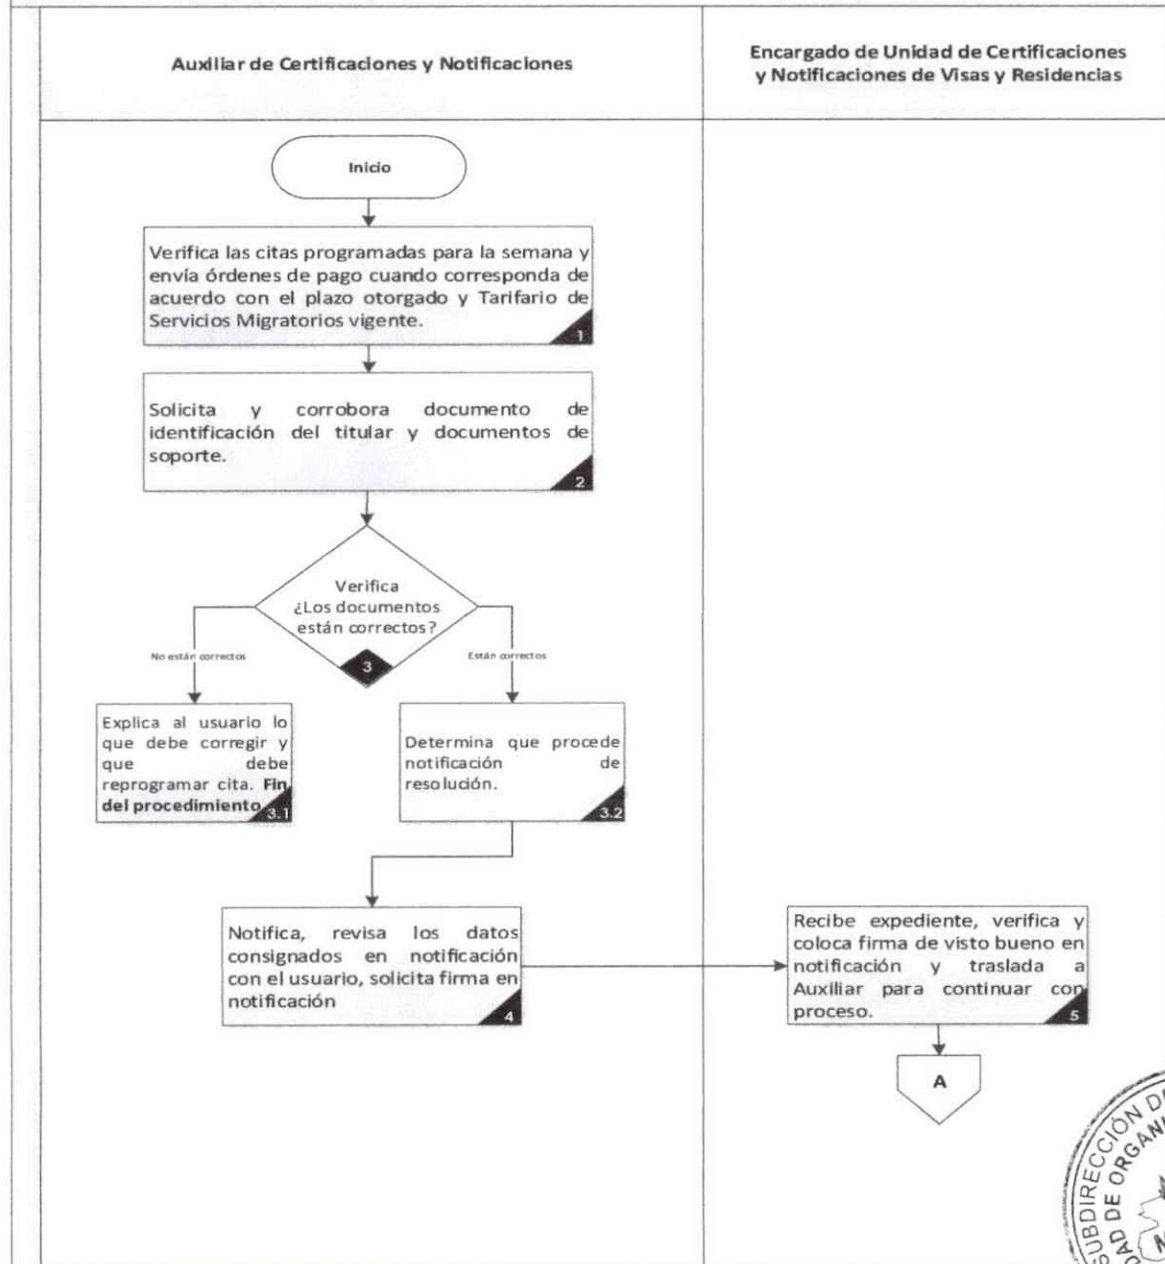 Auxiliar de Certificaciones y Notificaciones
Encargado de Unidad de Certificaciones
y Notificaciones de Visas y Residencias
Inicio
Verifica las citas programadas para la semana y
envía órdenes de pago cuando corresponda de
acuerdo con el plazo otorgado y Tarifario de
Servicios Migratorios vigente.
1
Solicita y corrobora documento de
identificación del titular y documentos de
soporte.
2
Verifica
¿Los documentos
están correctos?
3
No están correctos
Están correctos
Explica al usuario lo
que debe corregir y
que debe
reprogramar cita. Fin
del procedimiento
3.1
Determina que procede
notificación de
resolución.
3.2
Notifica, revisa los datos
consignados en notificación
con el usuario, solicita firma en
notificación
4
Recibe expediente, verifica y
coloca firma de visto bueno en
notificación y traslada a
Auxiliar para continuar con
proceso.
5
A
SUBDIRECCIÓN DE